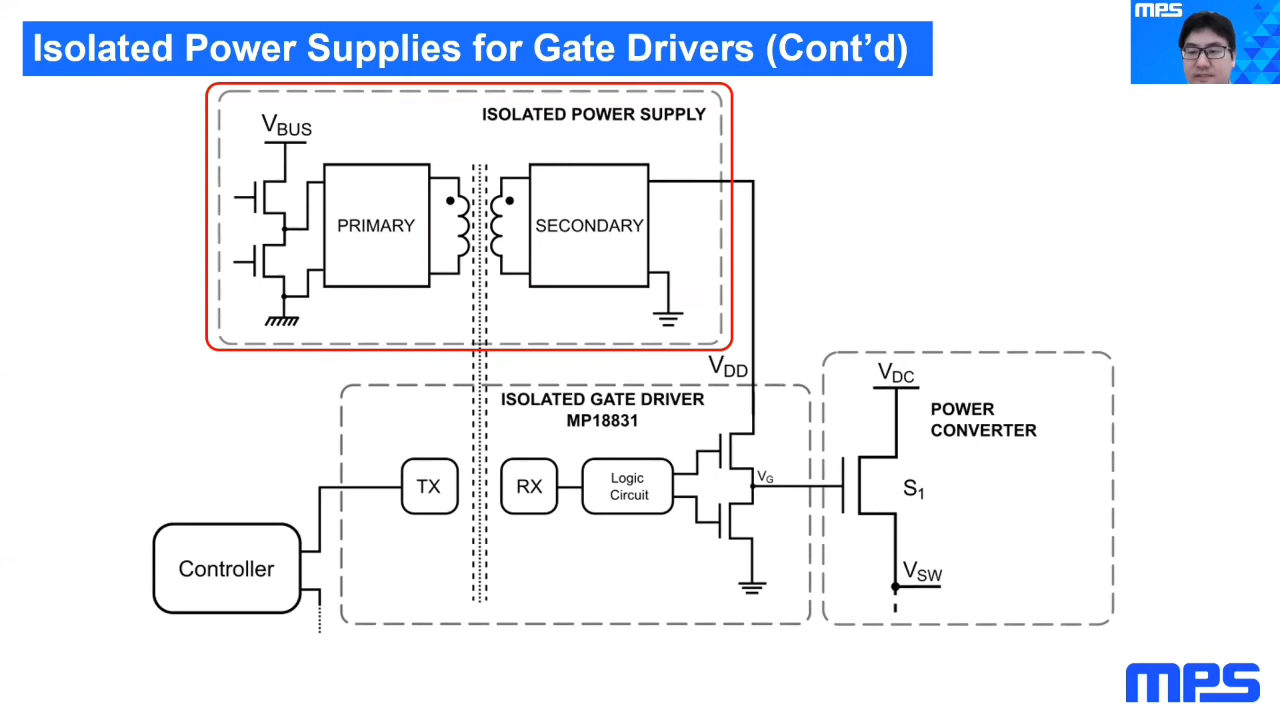 Isolated Power Supplies for Gate Drivers (Cont’d)
MPS
ISOLATED POWER SUPPLY
VBUS
PRIMARY
SECONDARY
VDD
ISOLATED GATE DRIVER
MP18831
VDC
POWER
CONVERTER
TX
RX
Logic
Circuit
VG
S1
Controller
VSW
MPS